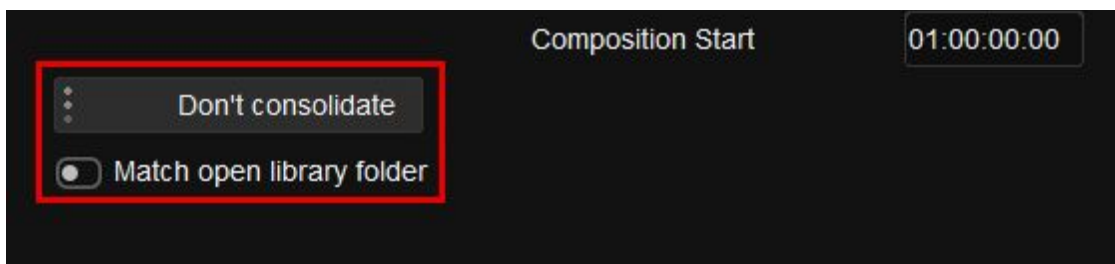 Composition Start 01:00:00:00
Don't consolidate
Match open library folder